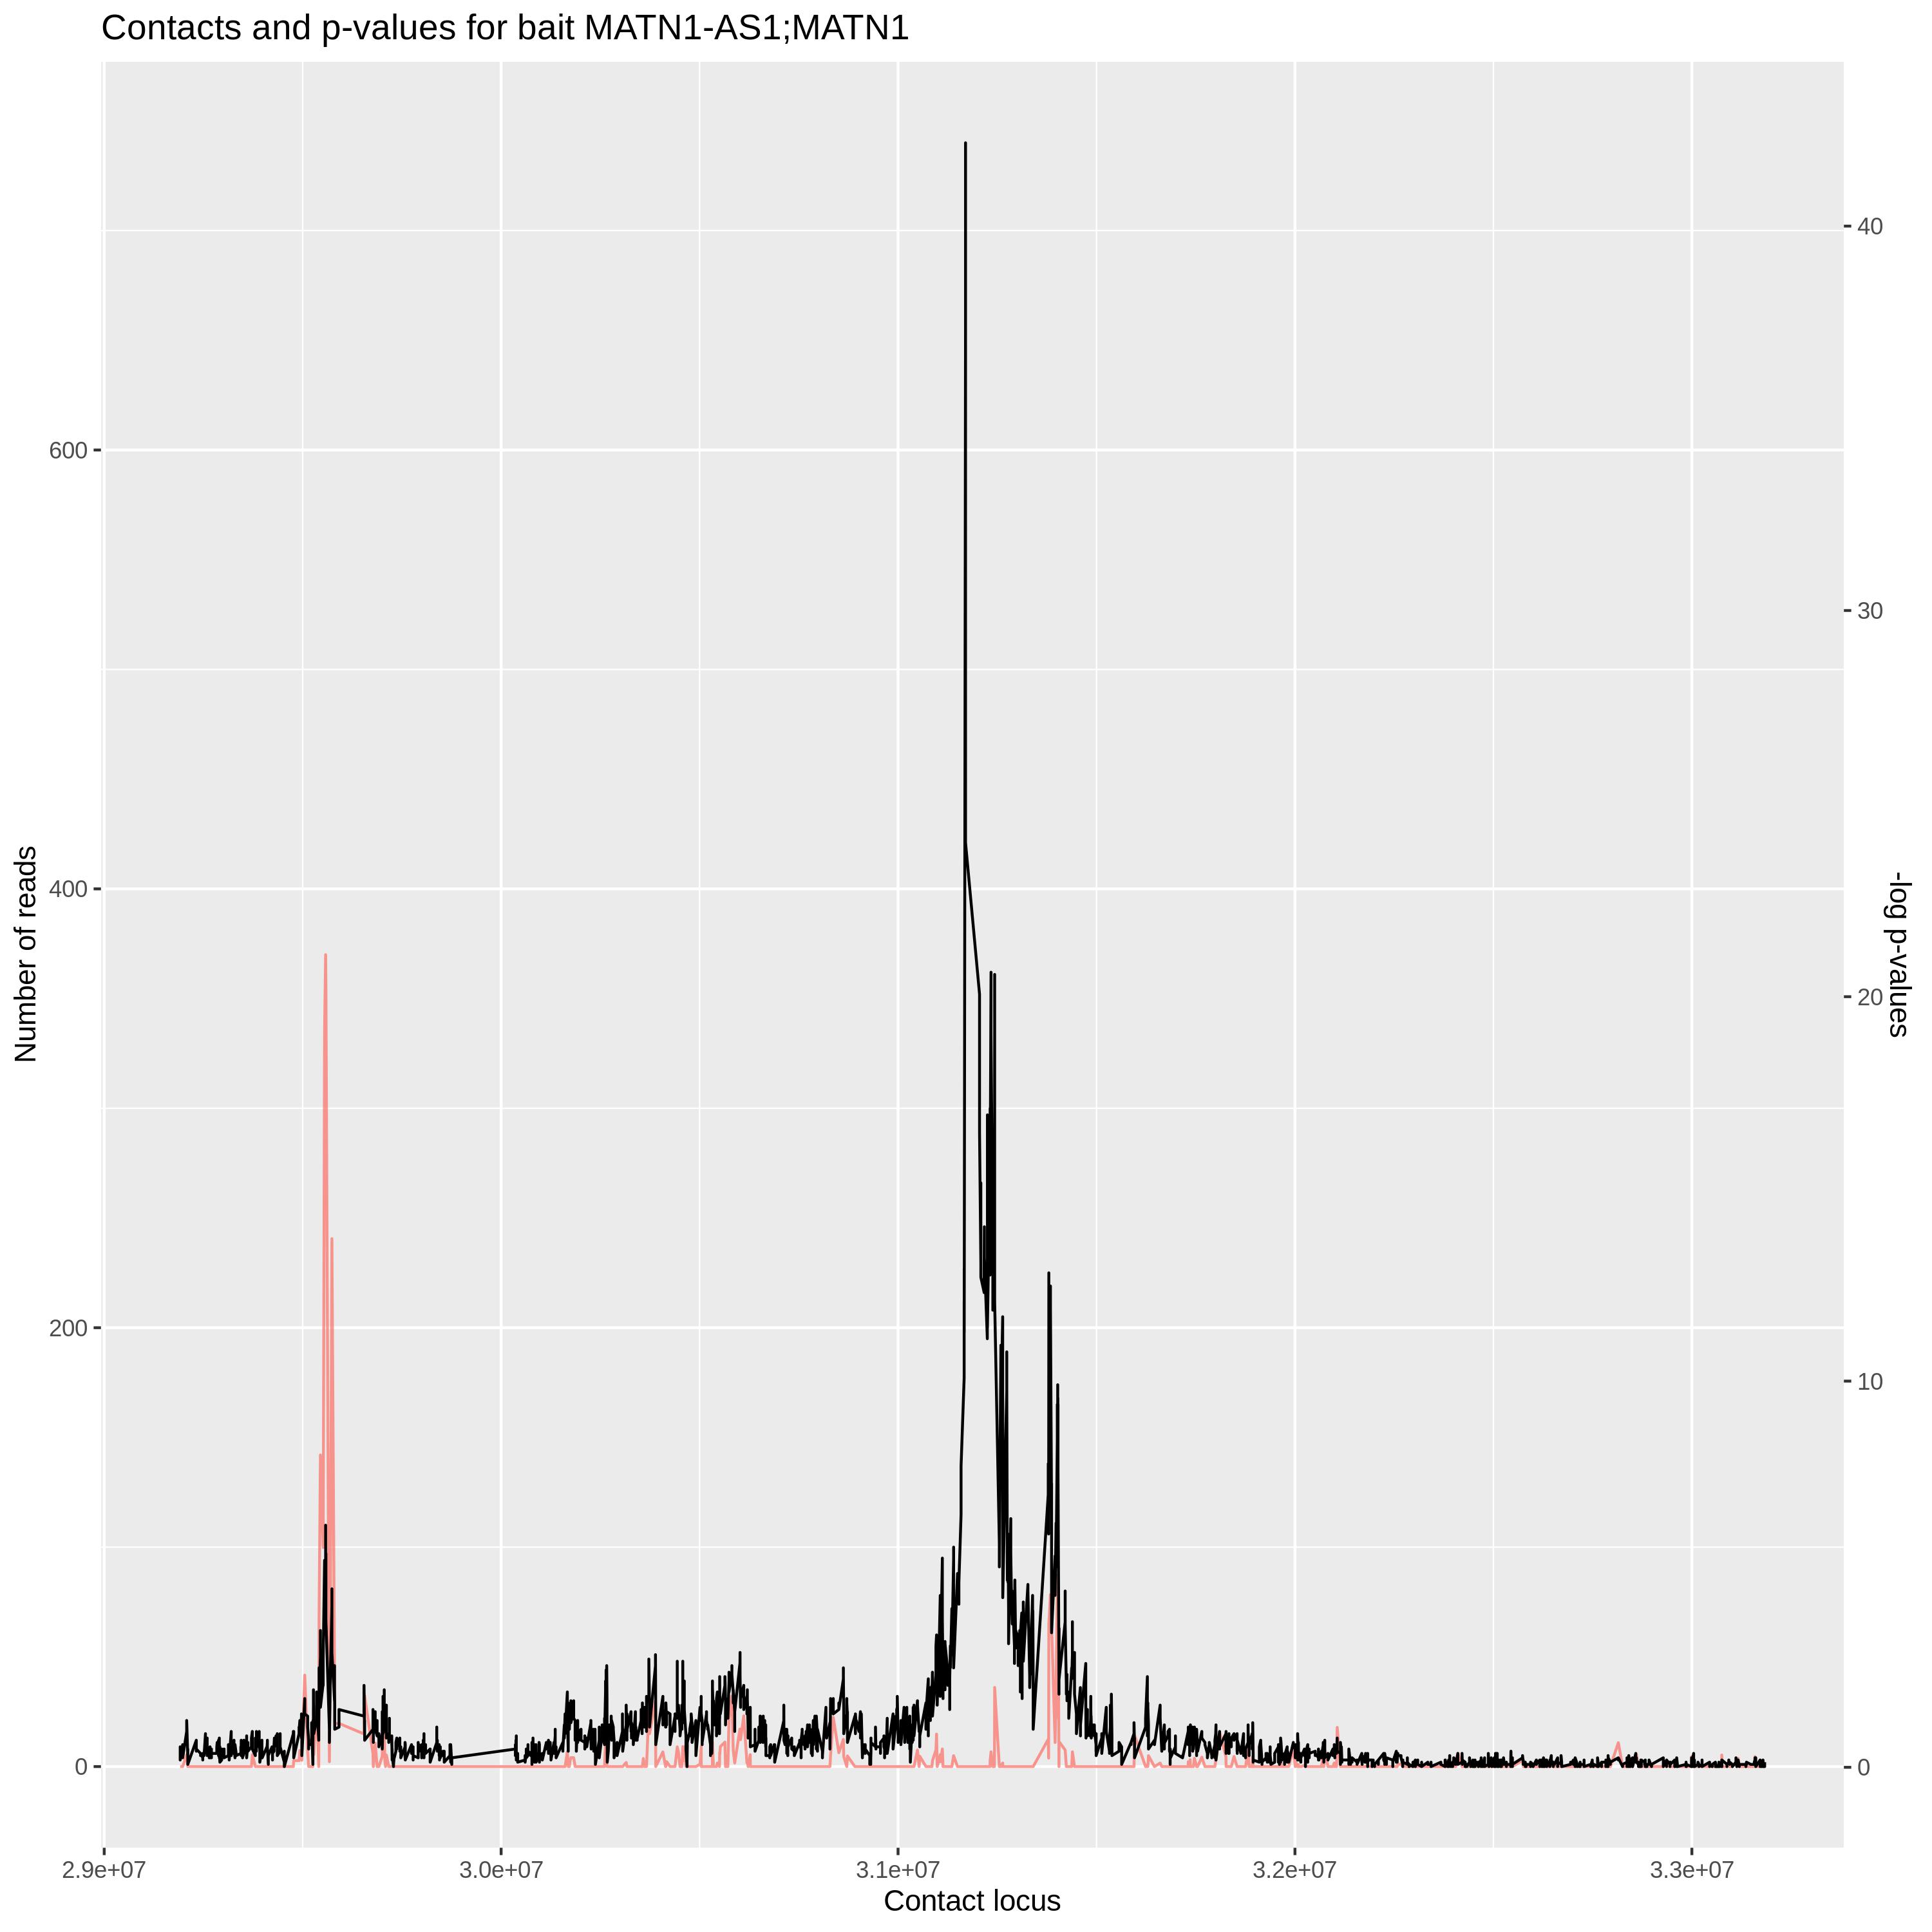 Contacts and p-values for bait MATN1-AS1;MATN1
600
400
200
0
Number of reads
40
30
20
10
0
-log p-values
2.9e+07
3.0e+07
3.1e+07
3.2e+07
3.3e+07
Contact locus